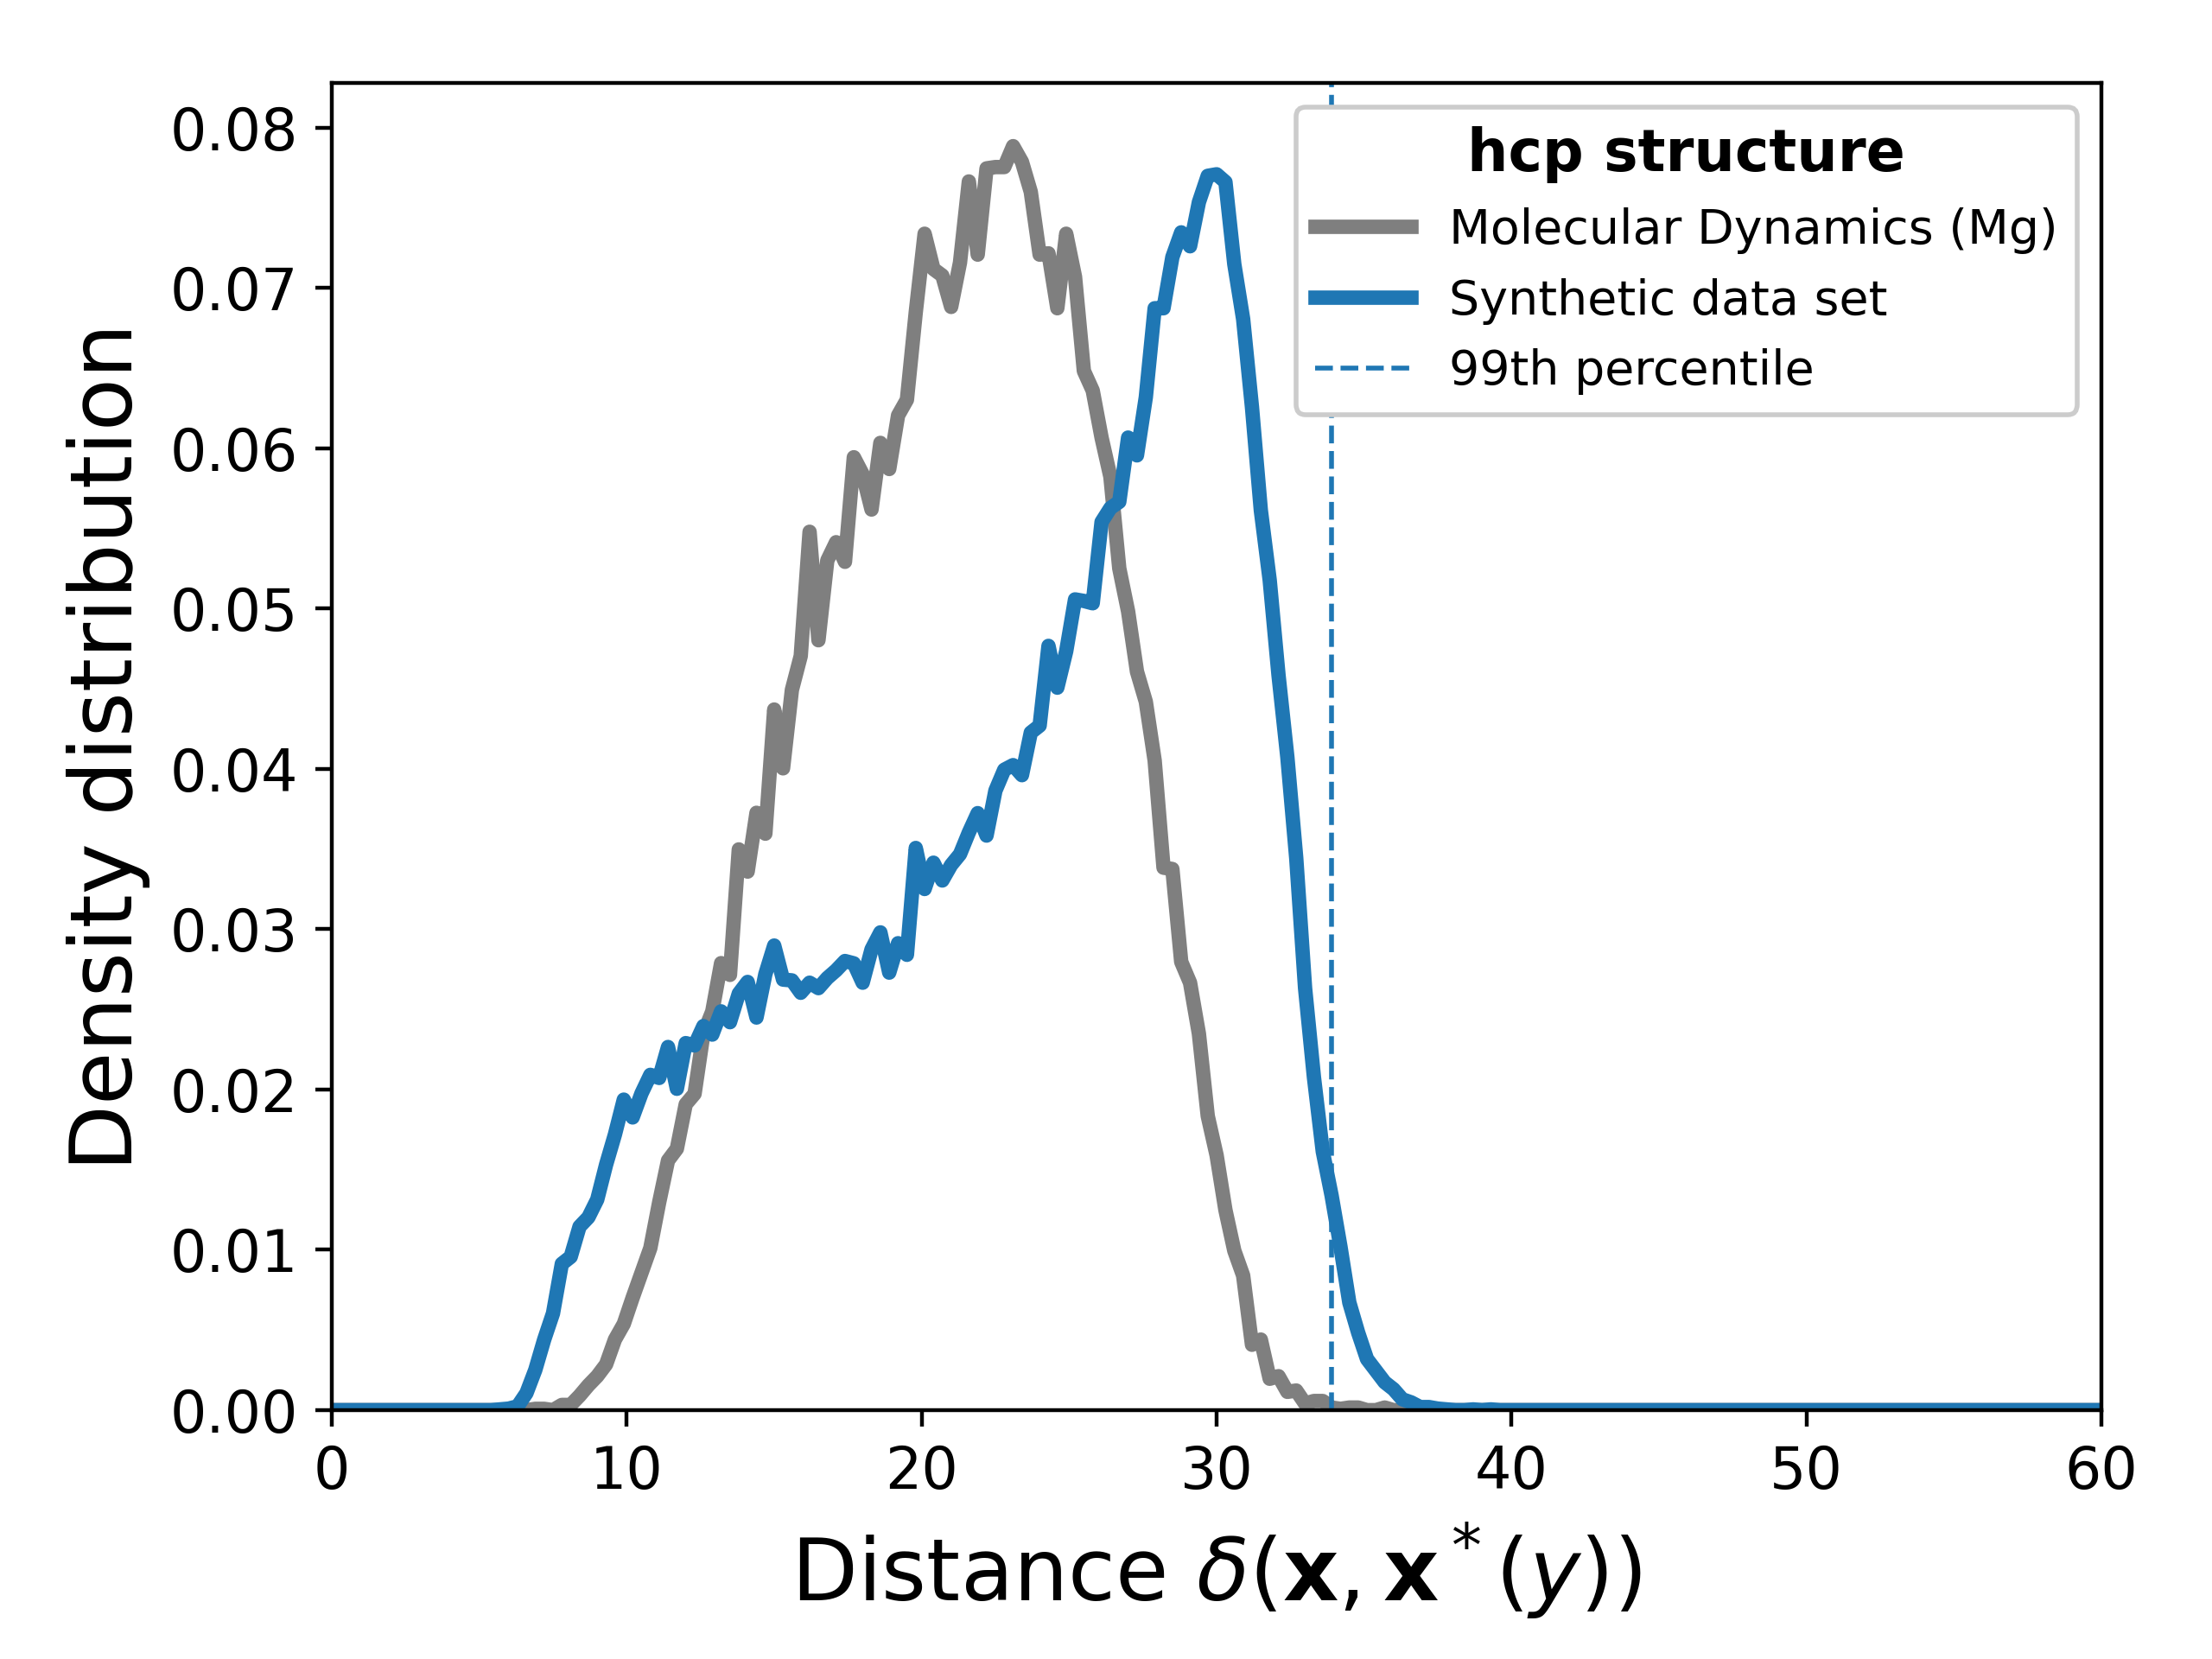 hcp structure
Molecular Dynamics (Mg)
Synthetic data set
99th percentile
Density distribution
0.08
0.07
0.06
0.05
0.04
0.03
0.02
0.01
0.00
0 10 20 30 40 50 60
Distance δ(x, x*(y))